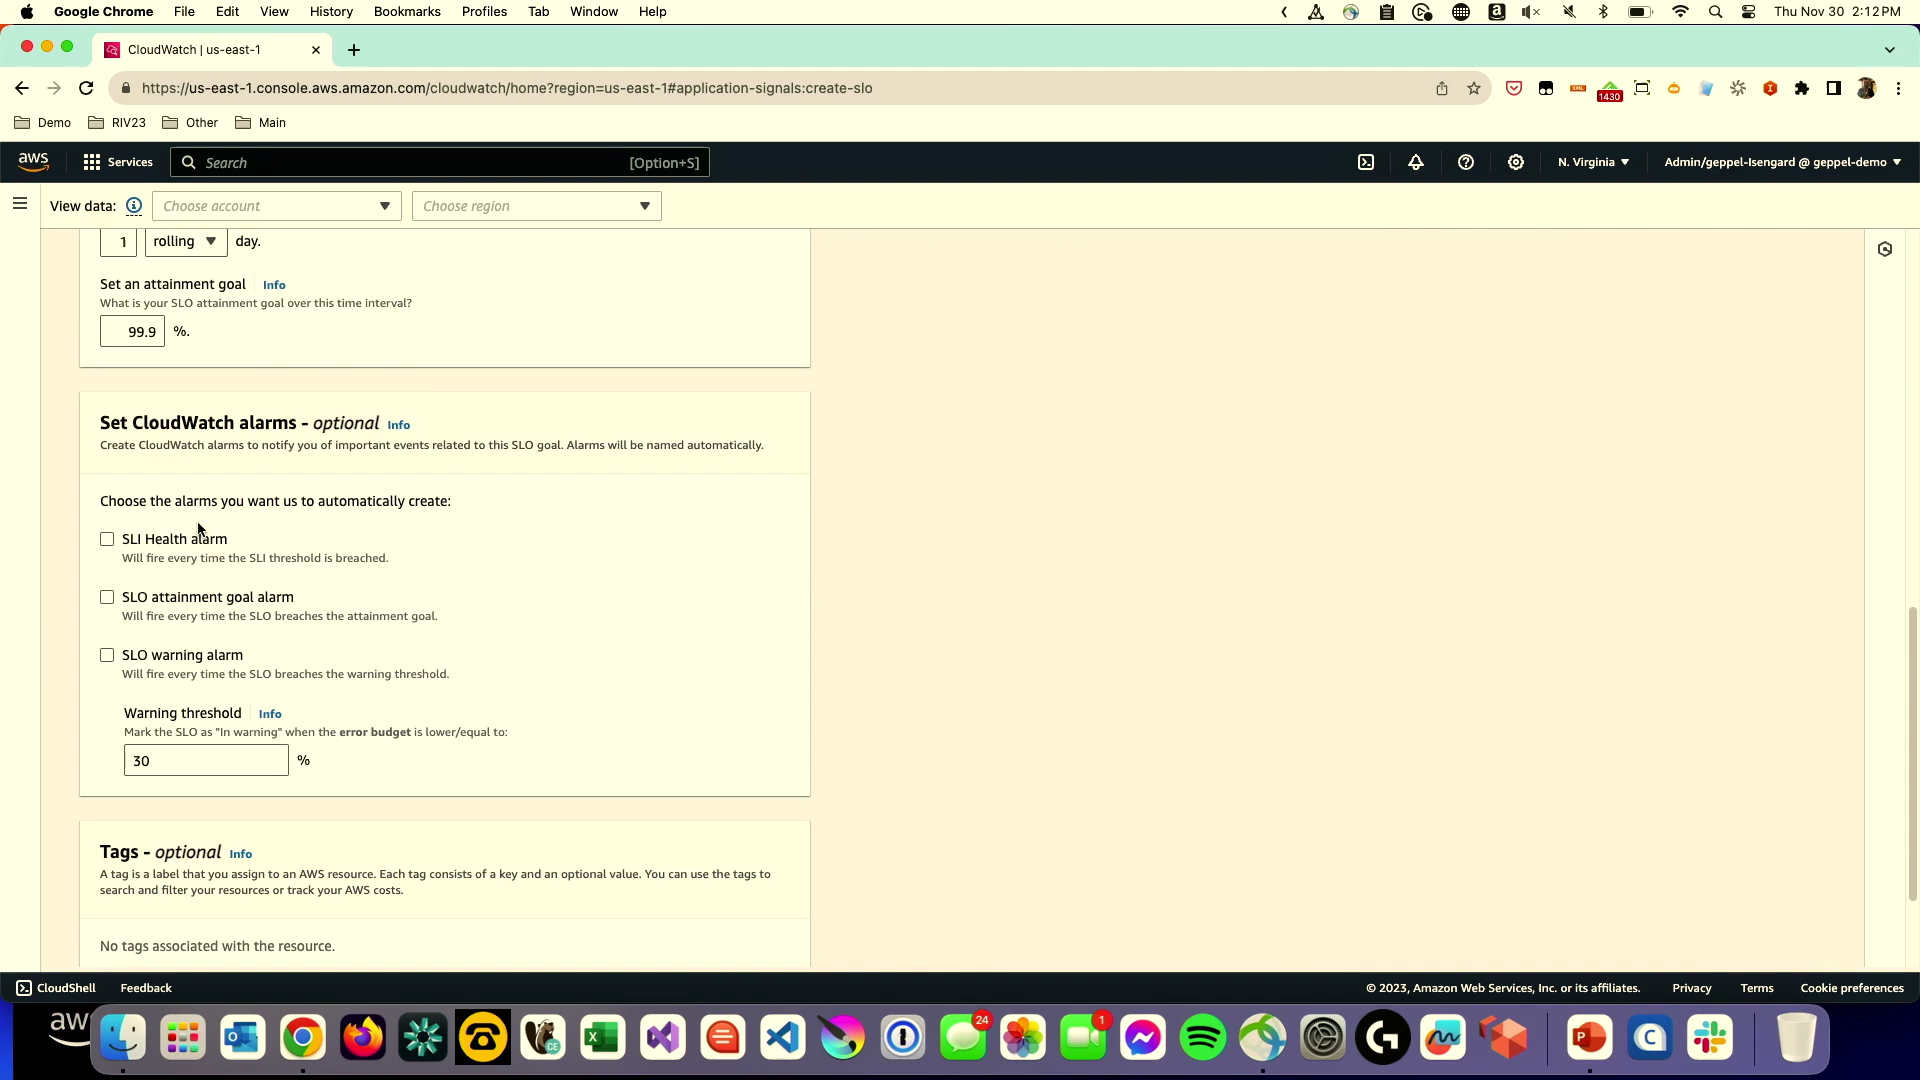 Google Chrome File Edit View History Bookmarks Profiles Tab Window Help Thu Nov 30 2:12 PM
CloudWatch | us-east-1
https://us-east-1.console.aws.amazon.com/cloudwatch/home?region=us-east-1#application-signals:create-slo
1430
Demo RIV23 Other Main
aws Services Search [Option+S] N. Virginia Admin/geppel-Isengard @ geppel-demo
View data: Choose account Choose region
1 rolling day.
Set an attainment goal Info
What is your SLO attainment goal over this time interval?
99.9 %.
Set CloudWatch alarms - optional Info
Create CloudWatch alarms to notify you of important events related to this SLO goal. Alarms will be named automatically.
Choose the alarms you want us to automatically create:
SLI Health alarm
Will fire every time the SLI threshold is breached.
SLO attainment goal alarm
Will fire every time the SLO breaches the attainment goal.
SLO warning alarm
Will fire every time the SLO breaches the warning threshold.
Warning threshold Info
Mark the SLO as "In warning" when the error budget is lower/equal to:
30 %
Tags - optional Info
A tag is a label that you assign to an AWS resource. Each tag consists of a key and an optional value. You can use the tags to
search and filter your resources or track your AWS costs.
No tags associated with the resource.
CloudShell Feedback © 2023, Amazon Web Services, Inc. or its affiliates. Privacy Terms Cookie preferences
24 1